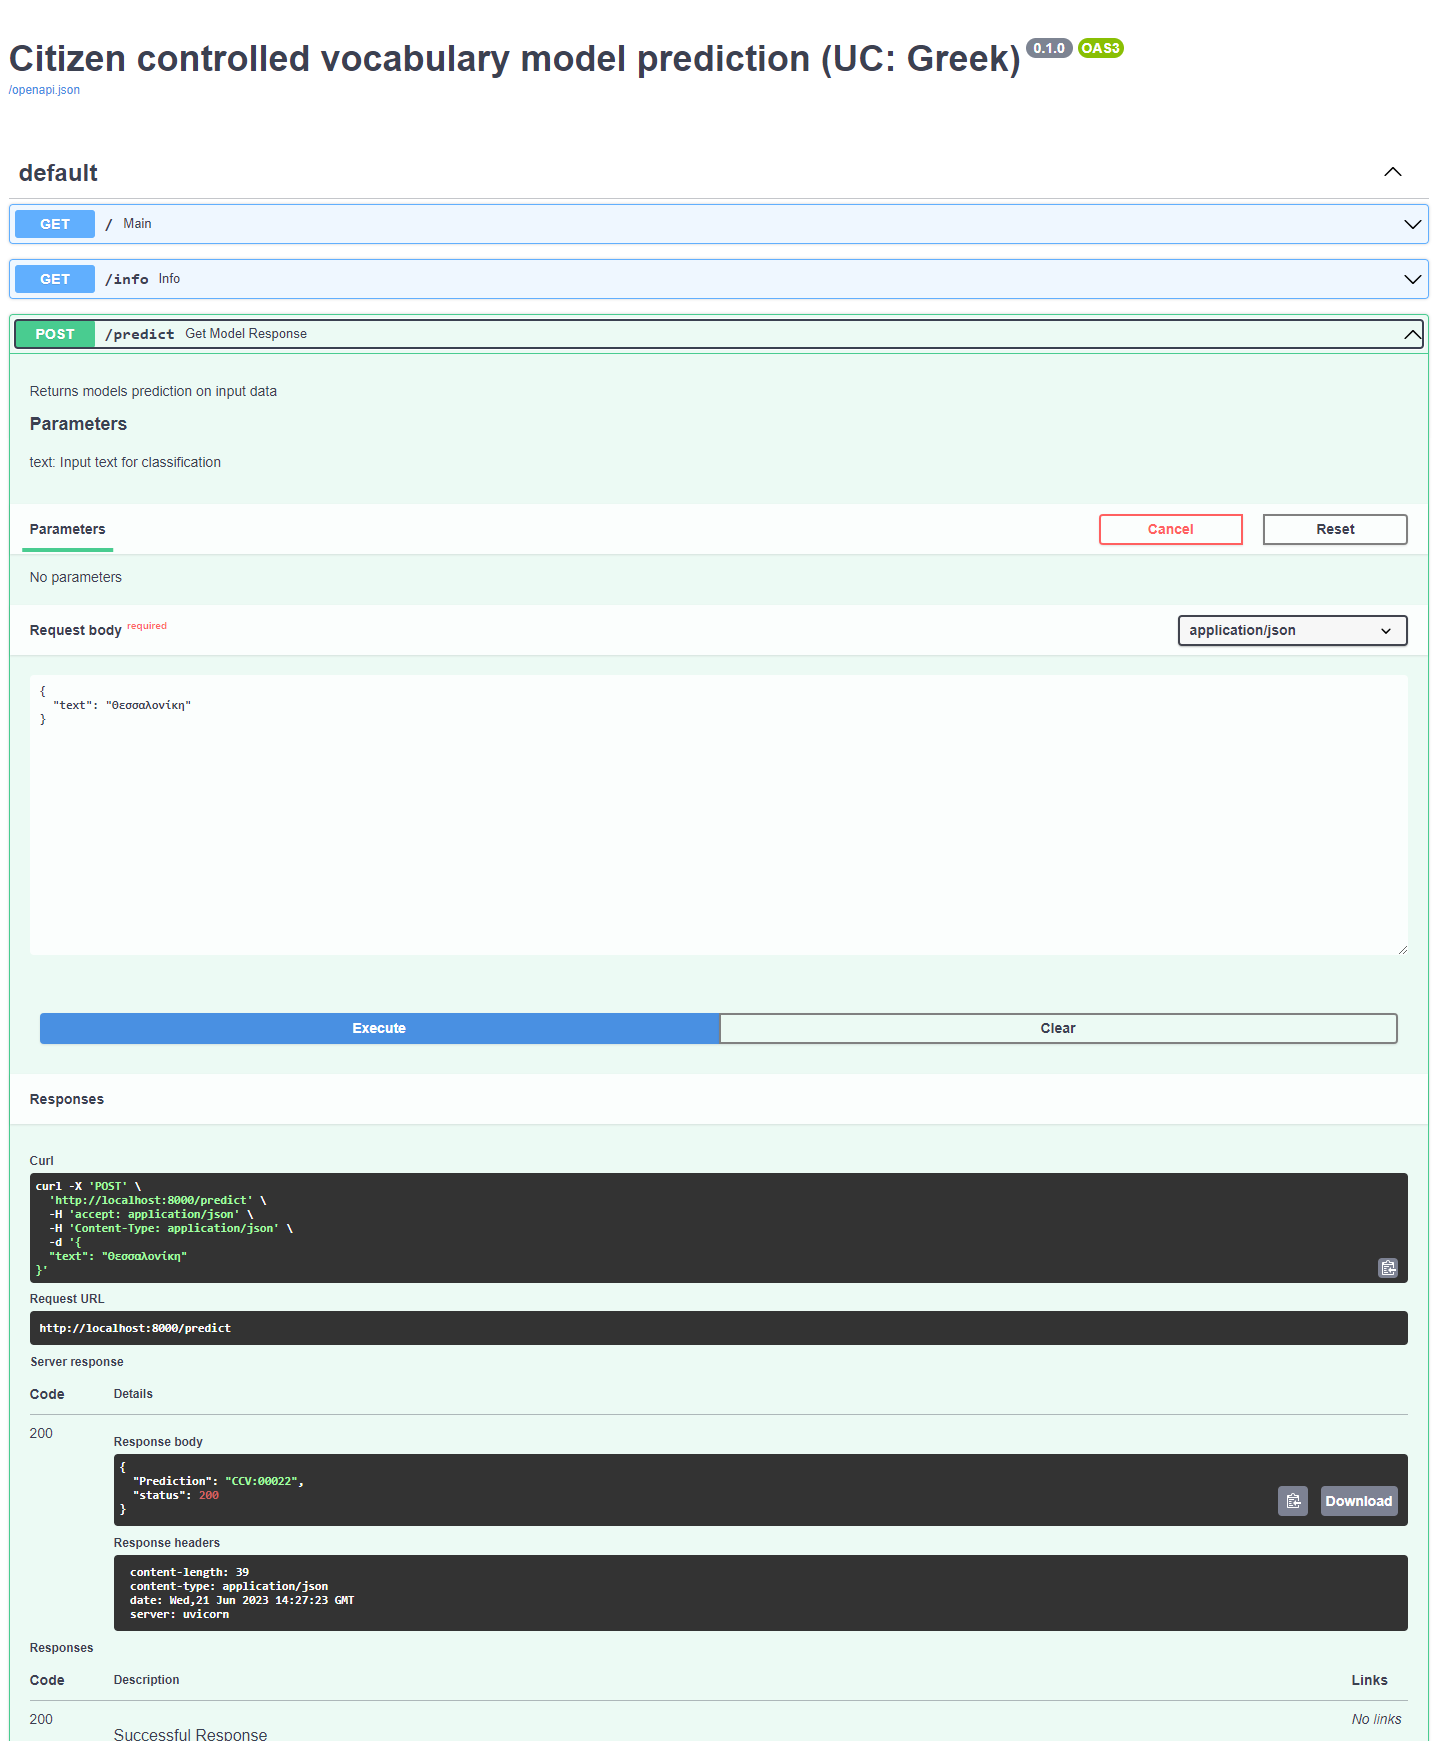 Citizen controlled vocabulary model prediction (UC: Greek) 0.1.0 OAS3
/openapi.json
default
GET / Main
GET /info Info
POST /predict Get Model Response
Returns models prediction on input data
Parameters
text: Input text for classification
Parameters Cancel Reset
No parameters
Request body required application/json
{
"text": "Θεσσαλονίκη"
}
Execute Clear
Responses
Curl
curl -X 'POST' \
'http://localhost:8000/predict' \
-H 'accept: application/json' \
-H 'Content-Type: application/json' \
-d '{
"text": "Θεσσαλονίκη"
}'
Request URL
http://localhost:8000/predict
Server response
Code Details
200
Response body
{
"Prediction": "CCV:00022",
"status": 200
}
Download
Response headers
content-length: 39
content-type: application/json
date: Wed,21 Jun 2023 14:27:23 GMT
server: uvicorn
Responses
Code Description Links
200 No links
Successful Response